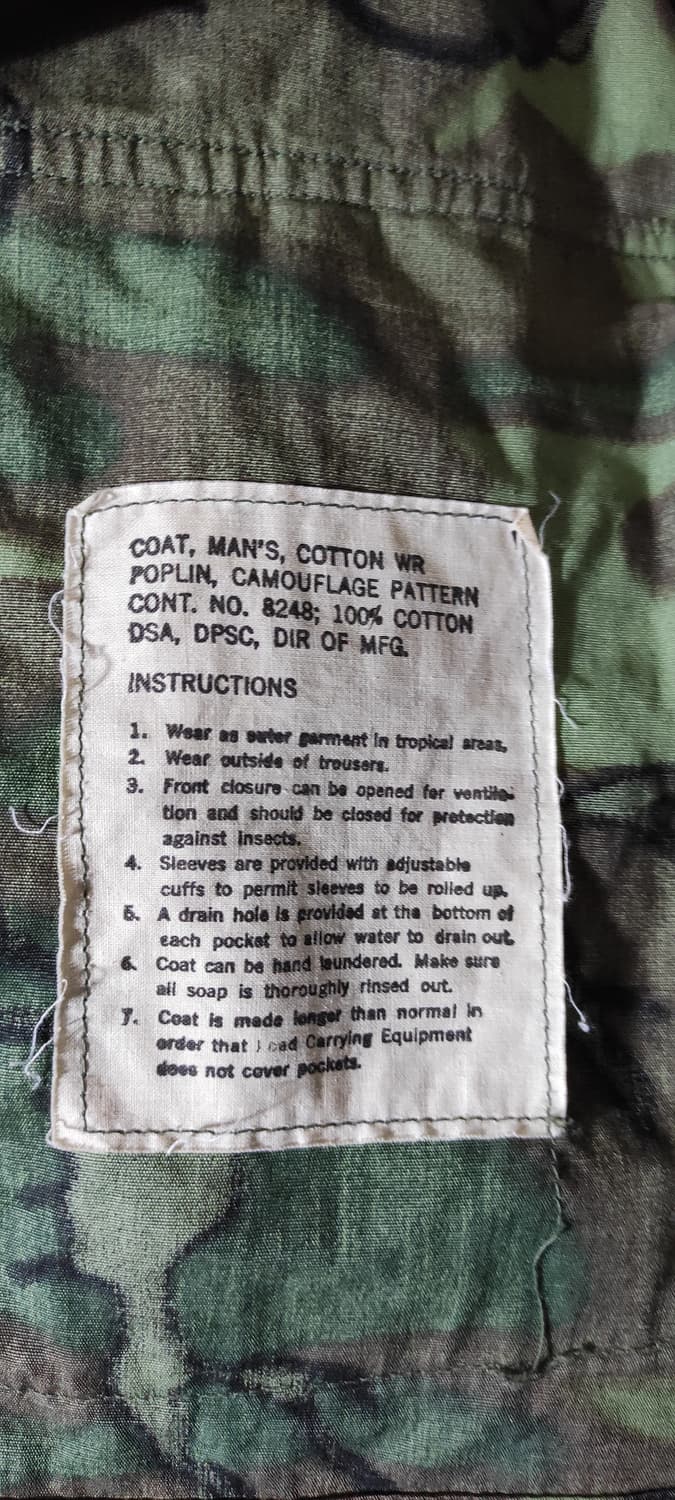 COAT, MAN'S, COTTON WR
POPLIN, CAMOUFLAGE PATTERN
CONT. NO. 8248; 100% COTTON
DSA, DPSC, DIR OF MFG.
INSTRUCTIONS
1. Wear as outer garment in tropical areas.
2. Wear outside of trousers.
3. Front closure can be opened for ventila-
tion and should be closed for protection
against insects.
4. Sleeves are provided with adjustable
cuffs to permit sleeves to be rolled up.
5. A drain hole is provided at the bottom of
each pocket to allow water to drain out.
6. Coat can be hand laundered. Make sure
all soap is thoroughly rinsed out.
7. Coat is made longer than normal in
order that Load Carrying Equipment
does not cover pockets.